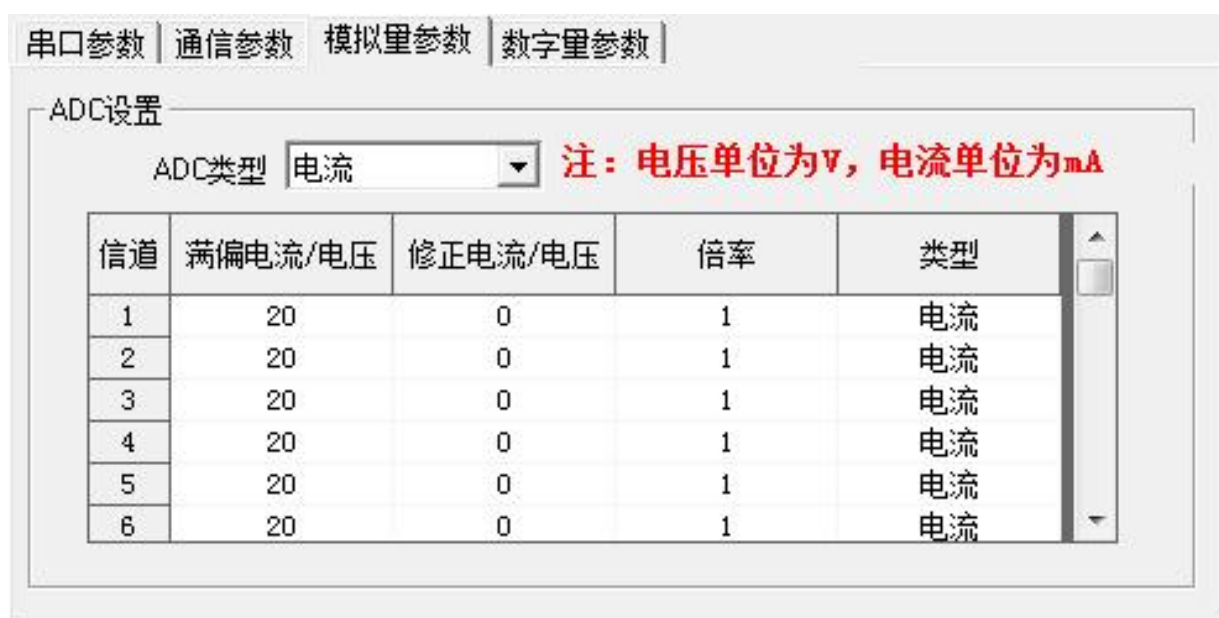 串口参数 通信参数 模拟量参数 数字量参数
ADC设置
ADC类型 电流 注：电压单位为V，电流单位为mA
信道 满偏电流/电压 修正电流/电压 倍率 类型
1 20 0 1 电流
2 20 0 1 电流
3 20 0 1 电流
4 20 0 1 电流
5 20 0 1 电流
6 20 0 1 电流